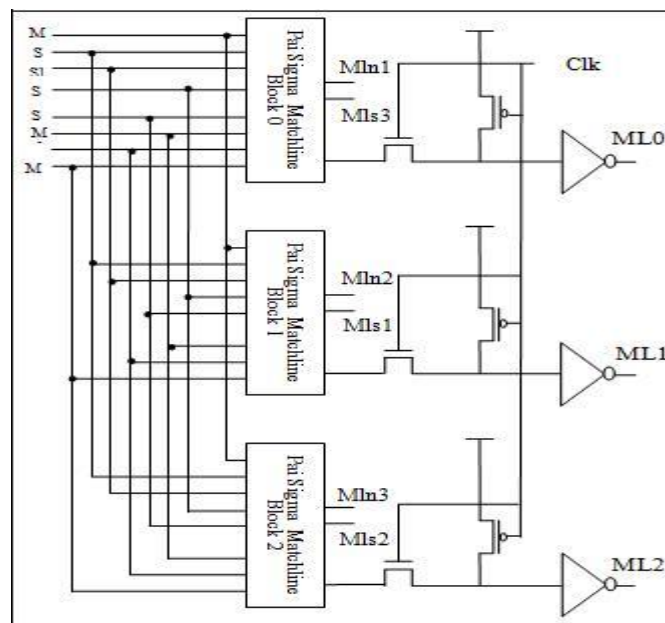 M
S
S1
S
S
M
M
Pai Sigma Matchline
Block 0
Mln1
Mls3
Clk
ML0
Pai Sigma Matchline
Block 1
Mln2
Mls1
ML1
Pai Sigma Matchline
Block 2
Mln3
Mls2
ML2